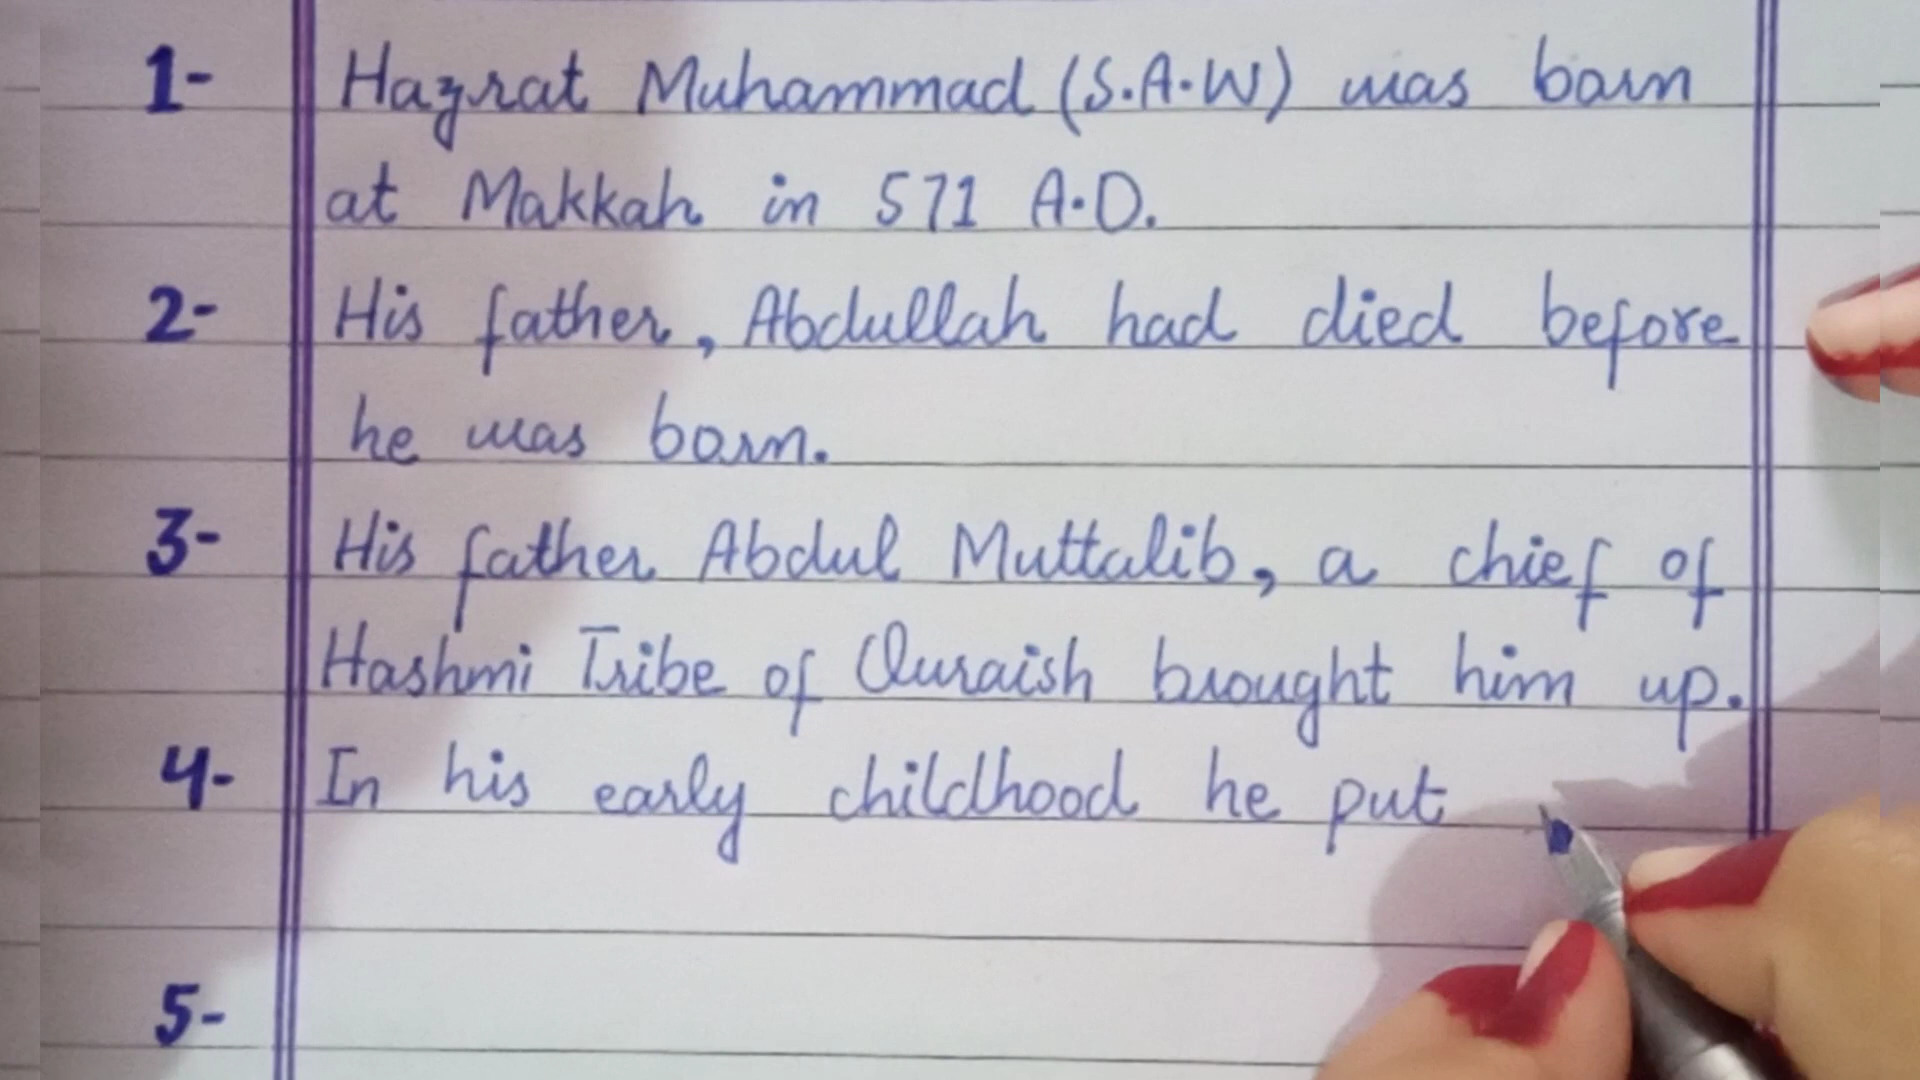 1- Hazrat Muhammad (S.A.W) was born
at Makkah in 571 A.D.
2- His father, Abdullah had died before
he was born.
3- His father Abdul Muttalib, a chief of
Hashmi Tribe of Quraish brought him up.
4- In his early childhood he put
5-